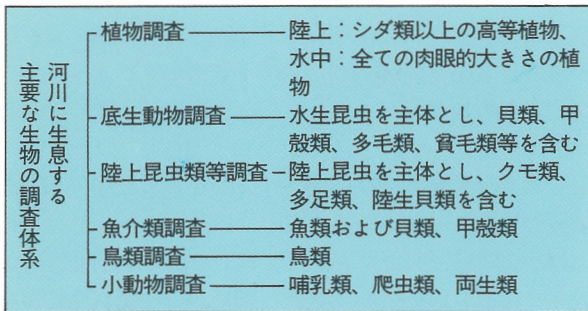 河川に生息する
主要な生物の調査体系
植物調査
陸上：シダ類以上の高等植物、
水中：全ての肉眼的大きさの植
物
底生動物調査
水生昆虫を主体とし、貝類、甲
殻類、多毛類、貧毛類等を含む
陸上昆虫類等調査
陸上昆虫を主体とし、クモ類、
多足類、陸生貝類を含む
魚介類調査
魚類および貝類、甲殻類
鳥類調査
鳥類
小動物調査
哺乳類、爬虫類、両生類